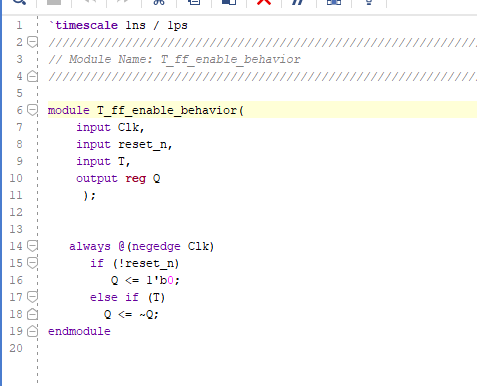 1 `timescale 1ns / 1ps
2 //////////////////////////////////////////////////////////////
3 // Module Name: T_ff_enable_behavior
4 //////////////////////////////////////////////////////////////
5
6 module T_ff_enable_behavior(
7 input Clk,
8 input reset_n,
9 input T,
10 output reg Q
11 );
12
13
14 always @(negedge Clk)
15 if (!reset_n)
16 Q <= 1'b0;
17 else if (T)
18 Q <= ~Q;
19 endmodule
20